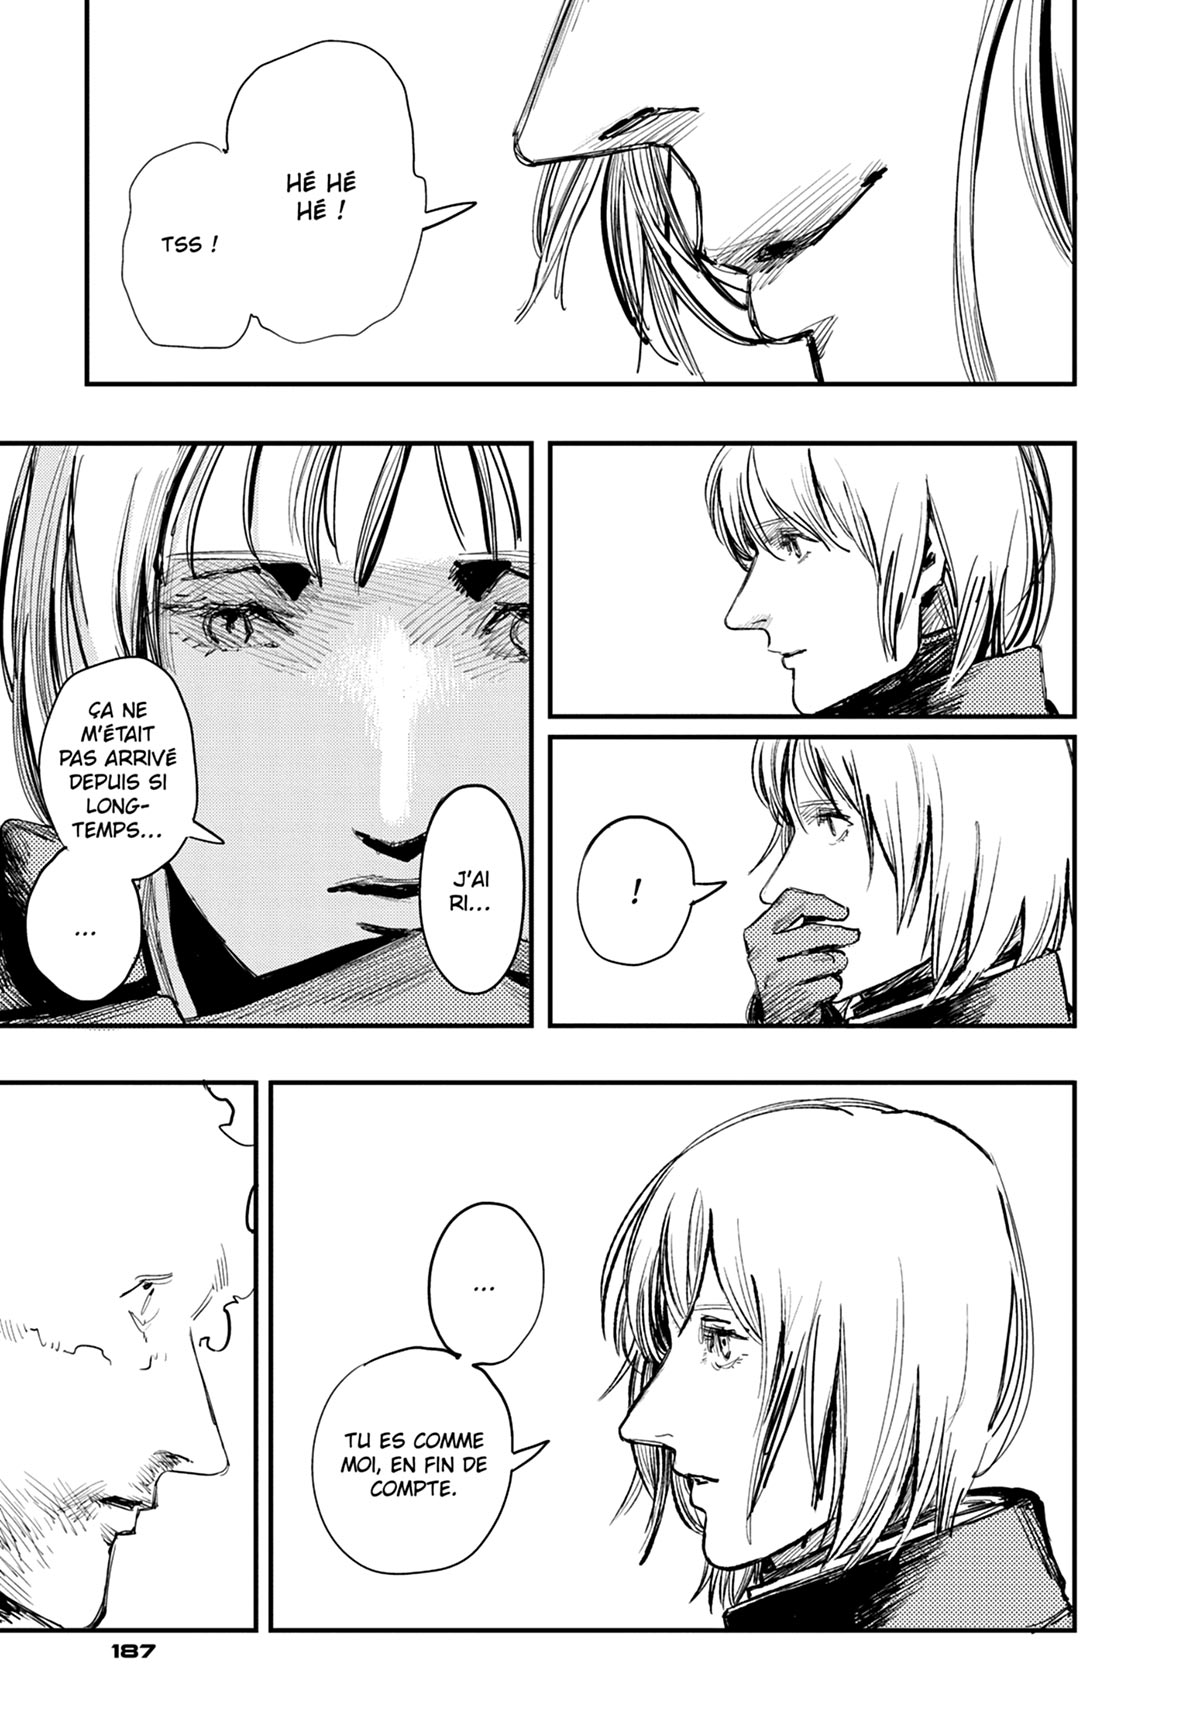 HÉ HÉ
HÉ !
TSS !
!
J'AI
RI...
ÇA NE
M'ÉTAIT
PAS ARRIVÉ
DEPUIS SI
LONG-
TEMPS...
...
...
TU ES COMME
MOI, EN FIN DE
COMPTE.
187